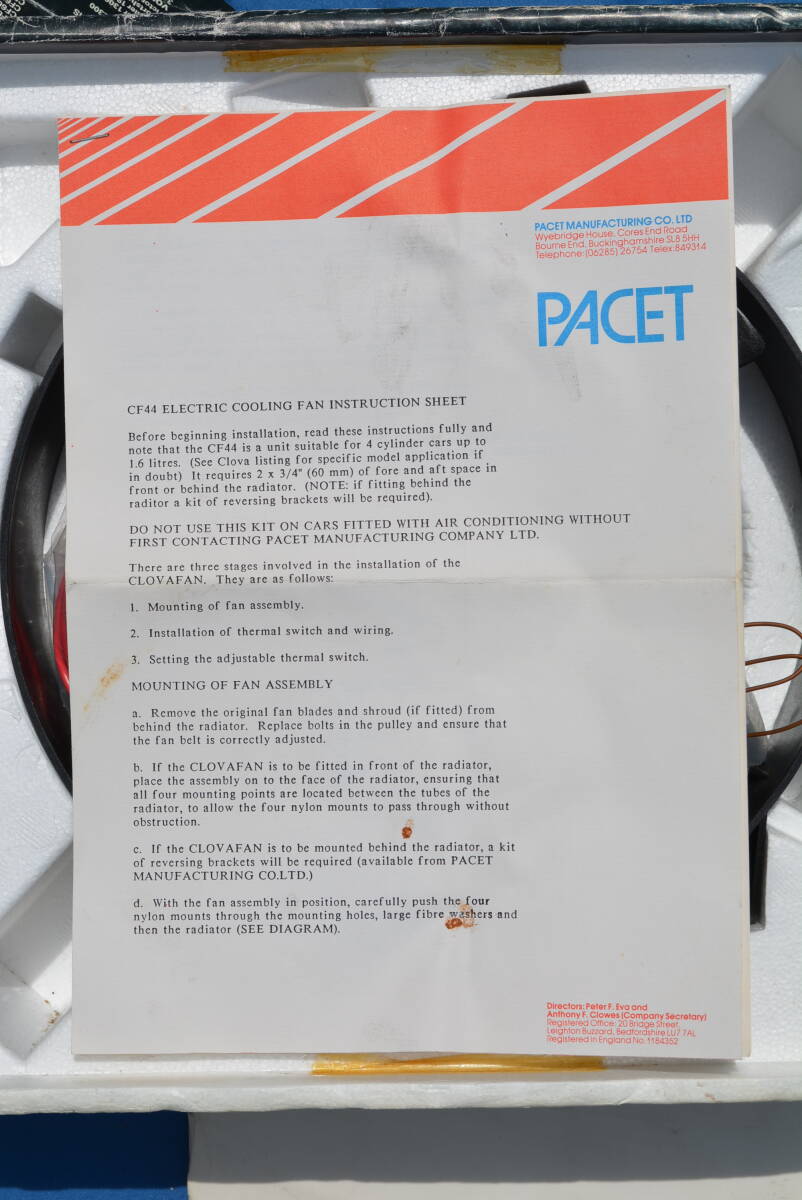 PACET MANUFACTURING CO. LTD
Wyebridge House, Cores End Road
Bourne End, Buckinghamshire SL8 5HH
Telephone: (06285) 26754 Telex: 849314
PACET
CF44 ELECTRIC COOLING FAN INSTRUCTION SHEET
Before beginning installation, read these instructions fully and
note that the CF44 is a unit suitable for 4 cylinder cars up to
1.6 litres. (See Clova listing for specific model application if
in doubt) It requires 2 x 3/4" (60 mm) of fore and aft space in
front or behind the radiator. (NOTE: if fitting behind the
raditor a kit of reversing brackets will be required).
DO NOT USE THIS KIT ON CARS FITTED WITH AIR CONDITIONING WITHOUT
FIRST CONTACTING PACET MANUFACTURING COMPANY LTD.
There are three stages involved in the installation of the
CLOVAFAN. They are as follows:
1. Mounting of fan assembly.
2. Installation of thermal switch and wiring.
3. Setting the adjustable thermal switch.
MOUNTING OF FAN ASSEMBLY
a. Remove the original fan blades and shroud (if fitted) from
behind the radiator. Replace bolts in the pulley and ensure that
the fan belt is correctly adjusted.
b. If the CLOVAFAN is to be fitted in front of the radiator,
place the assembly on to the face of the radiator, ensuring that
all four mounting points are located between the tubes of the
radiator, to allow the four nylon mounts to pass through without
obstruction.
c. If the CLOVAFAN is to be mounted behind the radiator, a kit
of reversing brackets will be required (available from PACET
MANUFACTURING CO.LTD.)
d. With the fan assembly in position, carefully push the four
nylon mounts through the mounting holes, large fibre washers and
then the radiator (SEE DIAGRAM).
Directors: Peter F. Eva and
Anthony F. Clowes (Company Secretary)
Registered Office: 20 Bridge Street,
Leighton Buzzard, Bedfordshire LU7 7AL
Registered in England No. 1184352